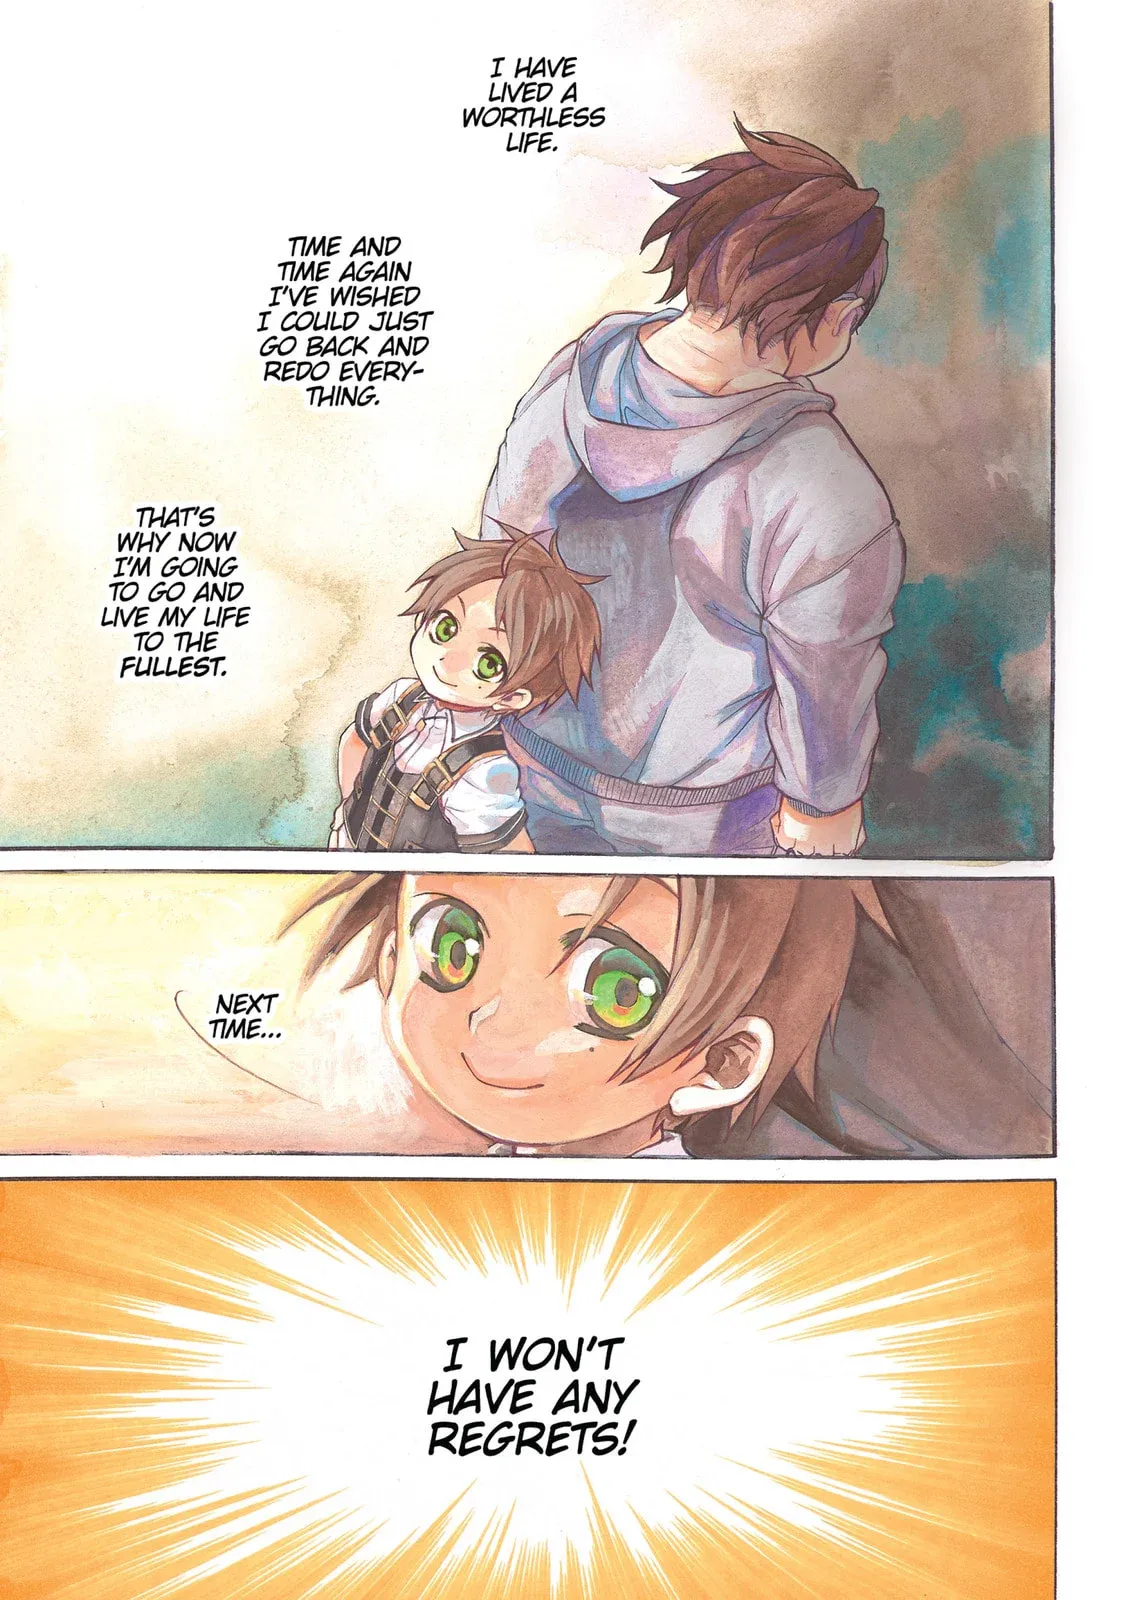 I HAVE
LIVED A
WORTHLESS
LIFE.
TIME AND
TIME AGAIN
I'VE WISHED
I COULD JUST
GO BACK AND
REDO EVERY-
THING.
THAT'S
WHY NOW
I'M GOING
TO GO AND
LIVE MY LIFE
TO THE
FULLEST.
NEXT
TIME...
I WON'T
HAVE ANY
REGRETS!